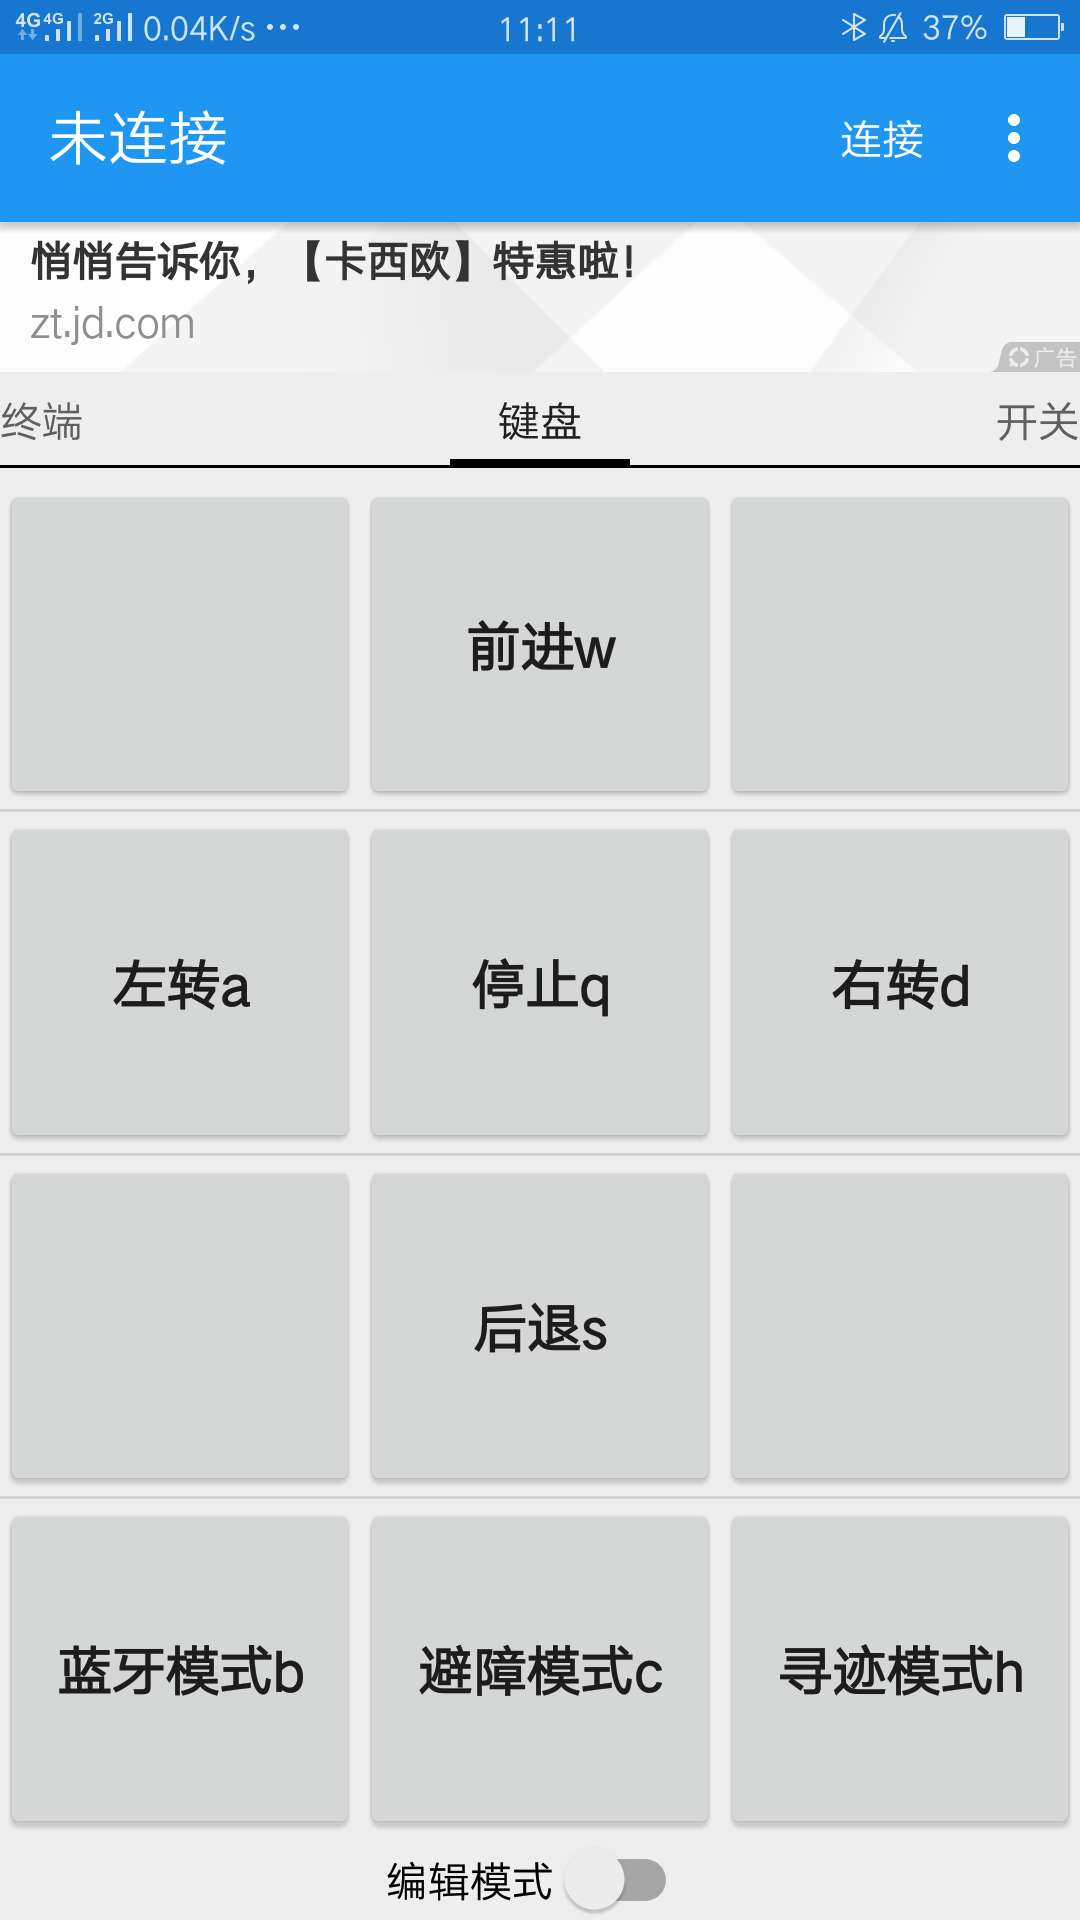 4G 4G 2G 0.04K/s ... 11:11 37%
未连接 连接
悄悄告诉你，【卡西欧】特惠啦！
zt.jd.com
广告
终端 键盘 开关
前进w
左转a 停止q 右转d
后退s
蓝牙模式b 避障模式c 寻迹模式h
编辑模式